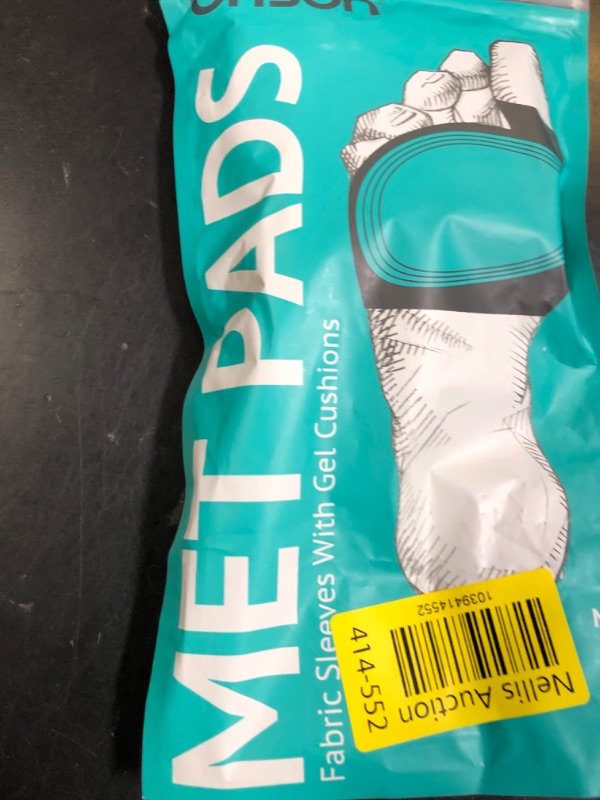 MET PADS
Fabric Sleeves With Gel Cushions
Nellis Auction
1039414552
414-552